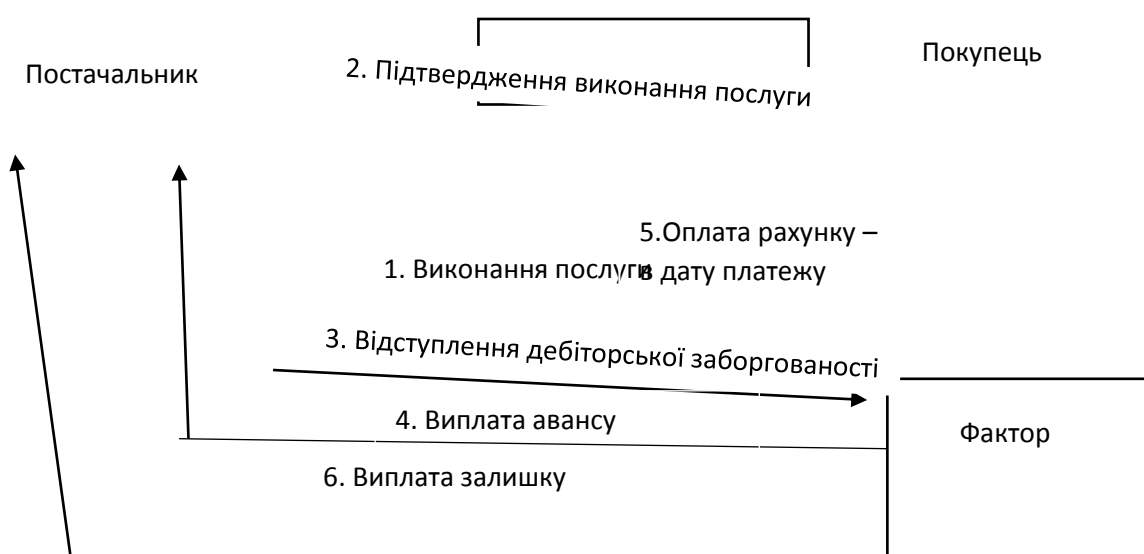 Покупець
Постачальник
2. Підтвердження виконання послуги
5.Оплата рахунку –
в дату платежу
1. Виконання послуги
3. Відступлення дебіторської заборгованості
4. Виплата авансу
Фактор
6. Виплата залишку